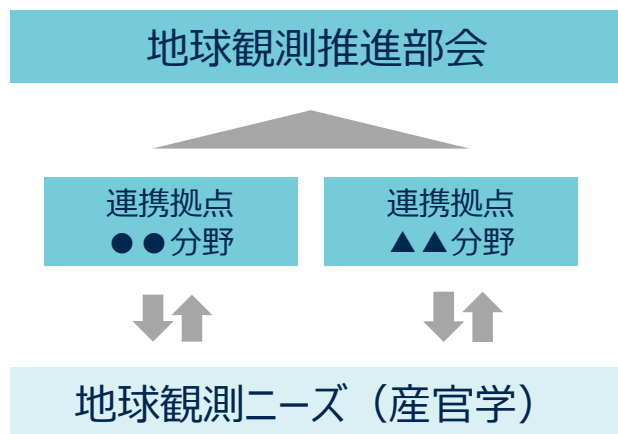 地球観測推進部会
連携拠点
●●分野
連携拠点
▲▲分野
地球観測ニーズ（産官学）